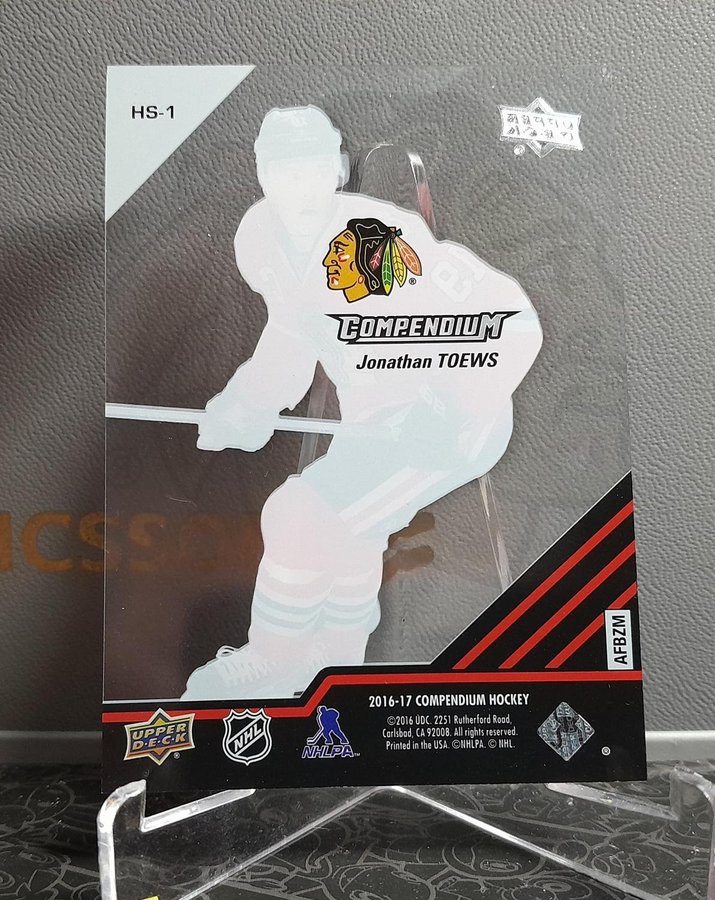 HS-1
COMPENDIUM
Jonathan TOEWS
AFBZM
2016-17 COMPENDIUM HOCKEY
©2016 UDC. 2251 Rutherford Road,
Carlsbad, CA 92008. All rights reserved.
Printed in the USA. ©NHLPA. © NHL.
UPPER
D·E·C·K
NHL
NHLPA